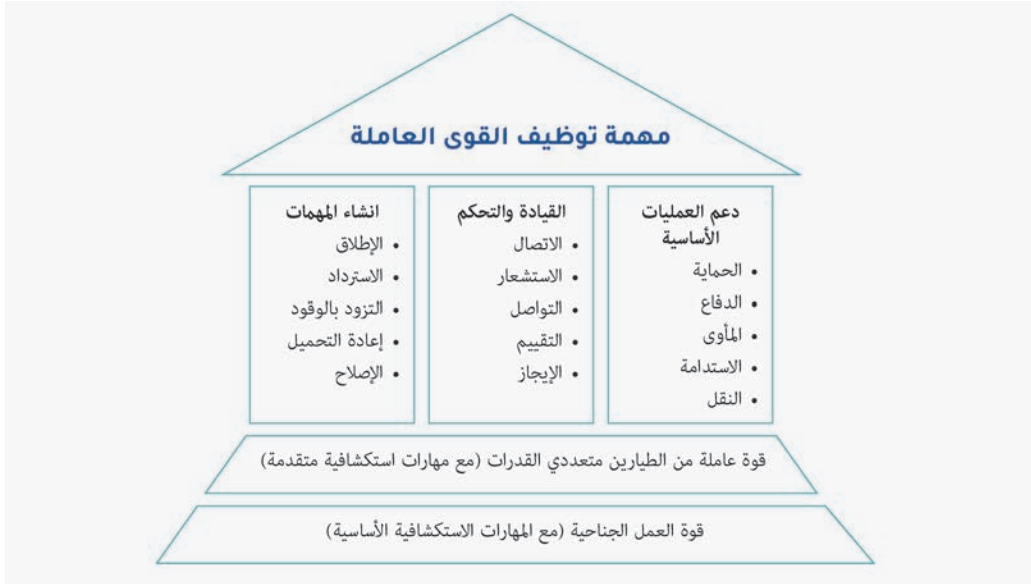 مهمة توظيف القوى العاملة
دعم العمليات
الأساسية
• الحماية
• الدفاع
• المأوى
• الاستدامة
• النقل
القيادة والتحكم
• الاتصال
• الاستشعار
• التواصل
• التقييم
• الإيجاز
انشاء المهمات
• الإطلاق
• الاسترداد
• التزود بالوقود
• إعادة التحميل
• الإصلاح
قوة عاملة من الطيارين متعددي القدرات (مع مهارات استكشافية متقدمة)
قوة العمل الجناحية (مع المهارات الاستكشافية الأساسية)